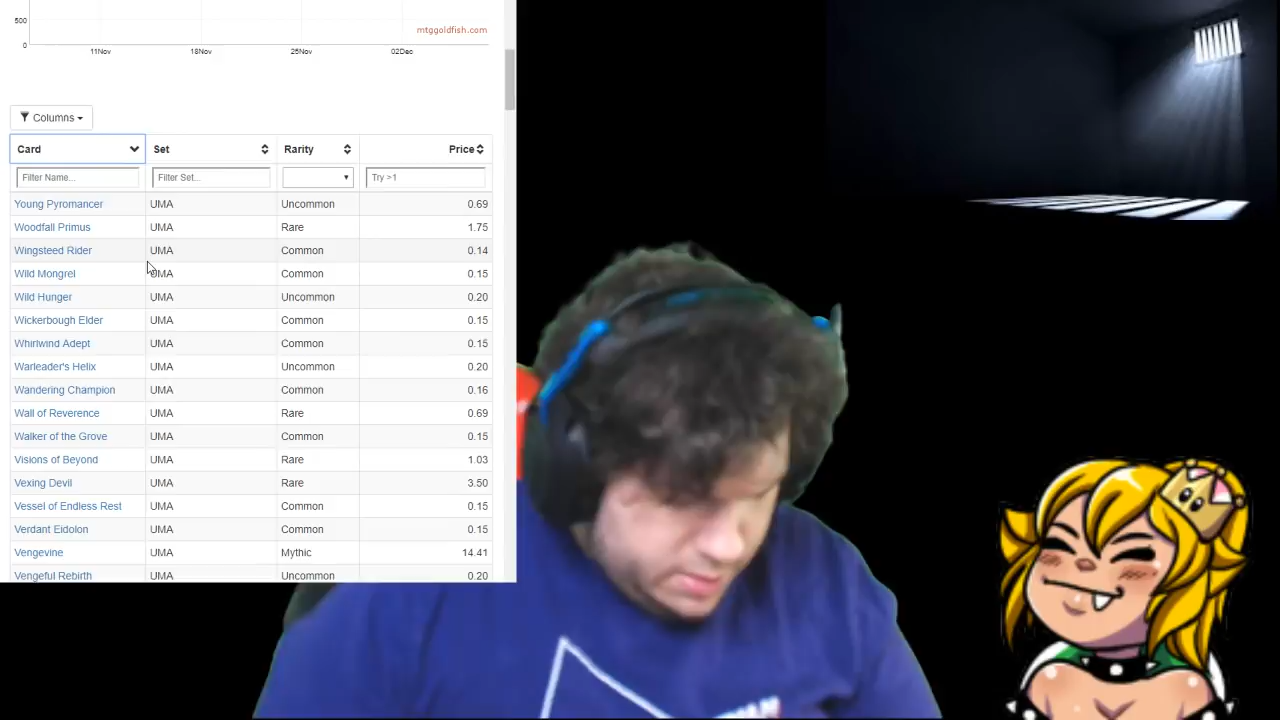 500
0
mtggoldfish.com
11Nov 18Nov 25Nov 02Dec
Columns
Card Set Rarity Price
Filter Name... Filter Set... Try >1
Young Pyromancer UMA Uncommon 0.69
Woodfall Primus UMA Rare 1.75
Wingsteed Rider UMA Common 0.14
Wild Mongrel UMA Common 0.15
Wild Hunger UMA Uncommon 0.20
Wickerbough Elder UMA Common 0.15
Whirlwind Adept UMA Common 0.15
Warleader's Helix UMA Uncommon 0.20
Wandering Champion UMA Common 0.16
Wall of Reverence UMA Rare 0.69
Walker of the Grove UMA Common 0.15
Visions of Beyond UMA Rare 1.03
Vexing Devil UMA Rare 3.50
Vessel of Endless Rest UMA Common 0.15
Verdant Eidolon UMA Common 0.15
Vengevine UMA Mythic 14.41
Vengeful Rebirth UMA Uncommon 0.20